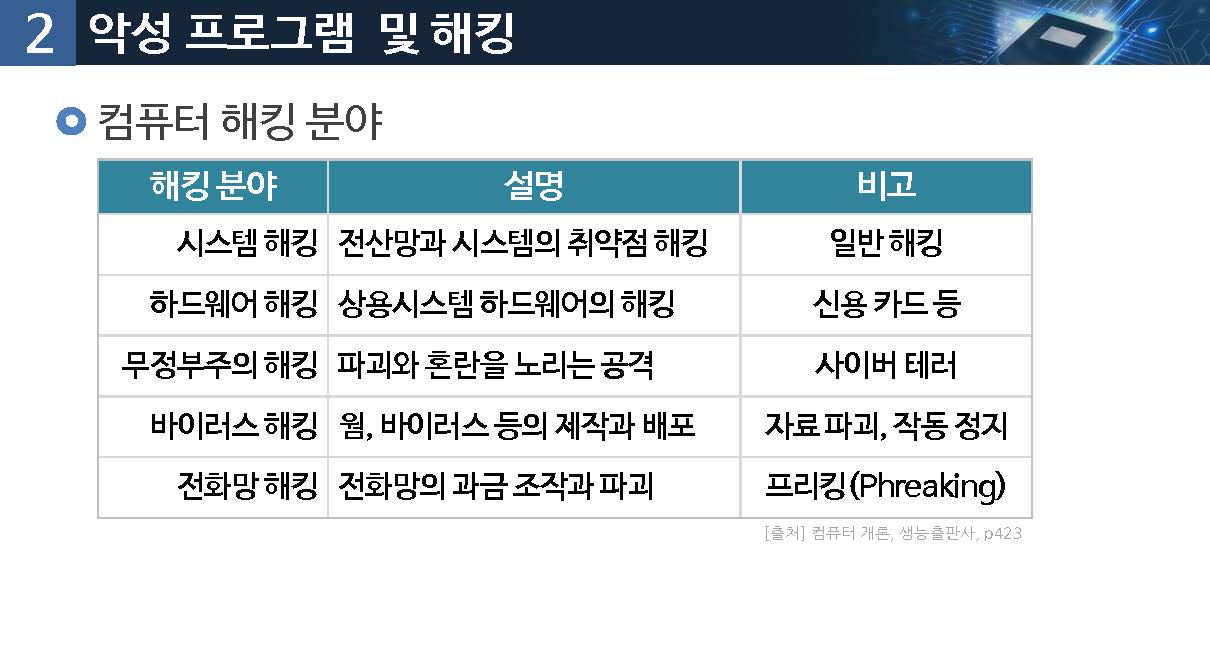 2 악성 프로그램 및 해킹
컴퓨터 해킹 분야
해킹 분야 설명 비고
시스템 해킹 전산망과 시스템의 취약점 해킹 일반 해킹
하드웨어 해킹 상용시스템 하드웨어의 해킹 신용 카드 등
무정부주의 해킹 파괴와 혼란을 노리는 공격 사이버 테러
바이러스 해킹 웜, 바이러스 등의 제작과 배포 자료 파괴, 작동 정지
전화망 해킹 전화망의 과금 조작과 파괴 프리킹(Phreaking)
[출처] 컴퓨터 개론, 생능출판사, p423